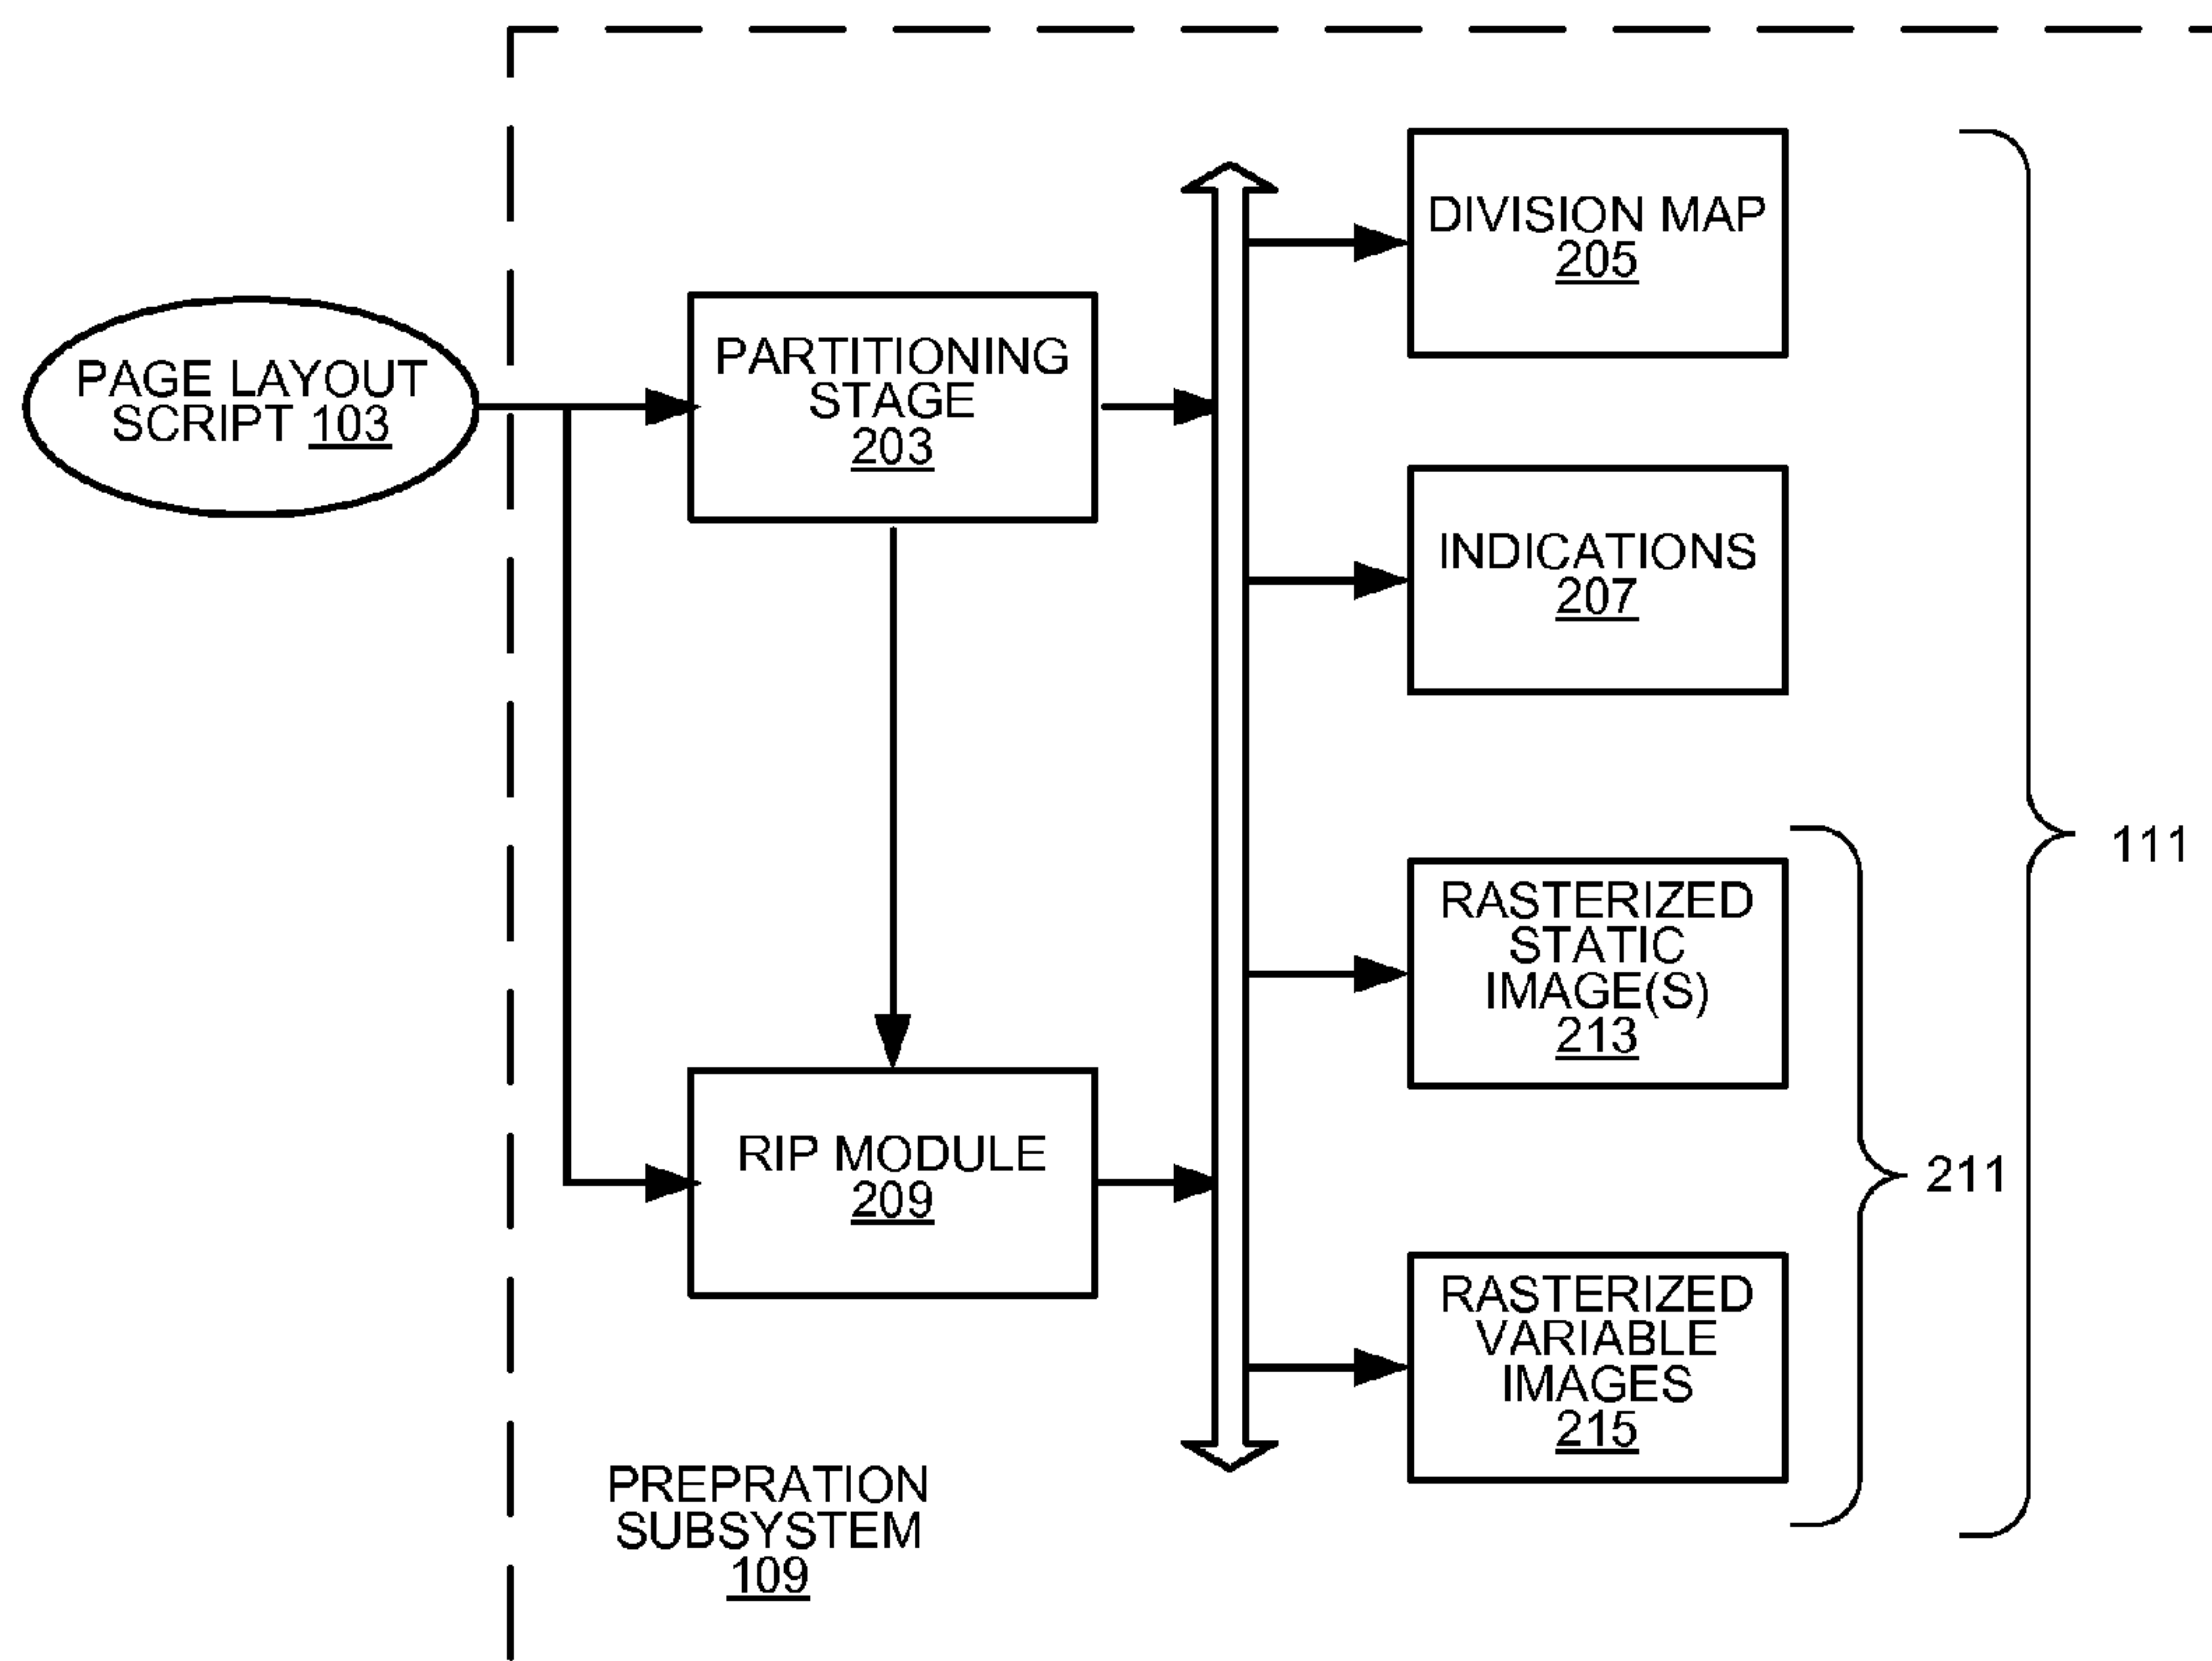 PAGE LAYOUT
SCRIPT 103
PARTITIONING
STAGE
203
RIP MODULE
209
PREPRATION
SUBSYSTEM
109
DIVISION MAP
205
INDICATIONS
207
RASTERIZED
STATIC
IMAGE(S)
213
RASTERIZED
VARIABLE
IMAGES
215
211
111